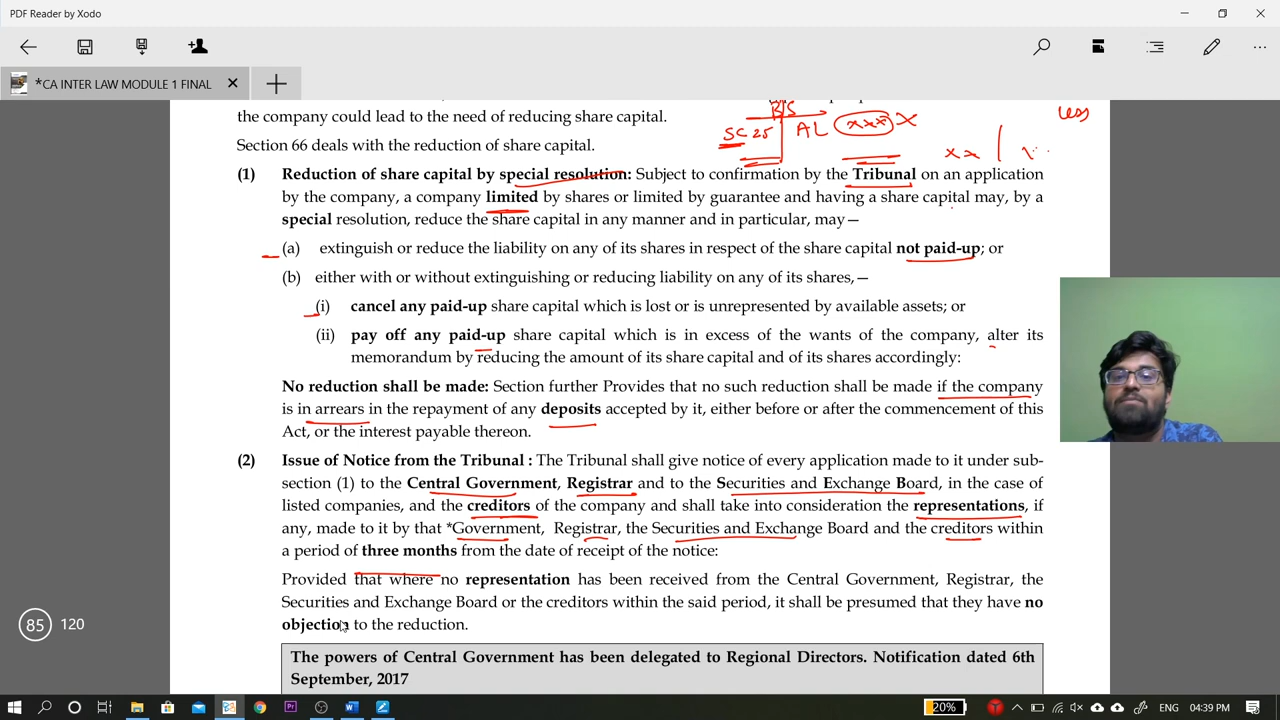 PDF Reader by Xodo
*CA INTER LAW MODULE 1 FINAL
the company could lead to the need of reducing share capital.
B/S
less
SC 25 AL xxx X
xx
Section 66 deals with the reduction of share capital.
(1) Reduction of share capital by special resolution: Subject to confirmation by the Tribunal on an application
by the company, a company limited by shares or limited by guarantee and having a share capital may, by a
special resolution, reduce the share capital in any manner and in particular, may—
(a) extinguish or reduce the liability on any of its shares in respect of the share capital not paid-up; or
(b) either with or without extinguishing or reducing liability on any of its shares,—
(i) cancel any paid-up share capital which is lost or is unrepresented by available assets; or
(ii) pay off any paid-up share capital which is in excess of the wants of the company, alter its
memorandum by reducing the amount of its share capital and of its shares accordingly:
No reduction shall be made: Section further Provides that no such reduction shall be made if the company
is in arrears in the repayment of any deposits accepted by it, either before or after the commencement of this
Act, or the interest payable thereon.
(2) Issue of Notice from the Tribunal : The Tribunal shall give notice of every application made to it under sub-
section (1) to the Central Government, Registrar and to the Securities and Exchange Board, in the case of
listed companies, and the creditors of the company and shall take into consideration the representations, if
any, made to it by that *Government, Registrar, the Securities and Exchange Board and the creditors within
a period of three months from the date of receipt of the notice:
Provided that where no representation has been received from the Central Government, Registrar, the
Securities and Exchange Board or the creditors within the said period, it shall be presumed that they have no
objection to the reduction.
85 120
The powers of Central Government has been delegated to Regional Directors. Notification dated 6th
September, 2017
20%
ENG
04:39 PM